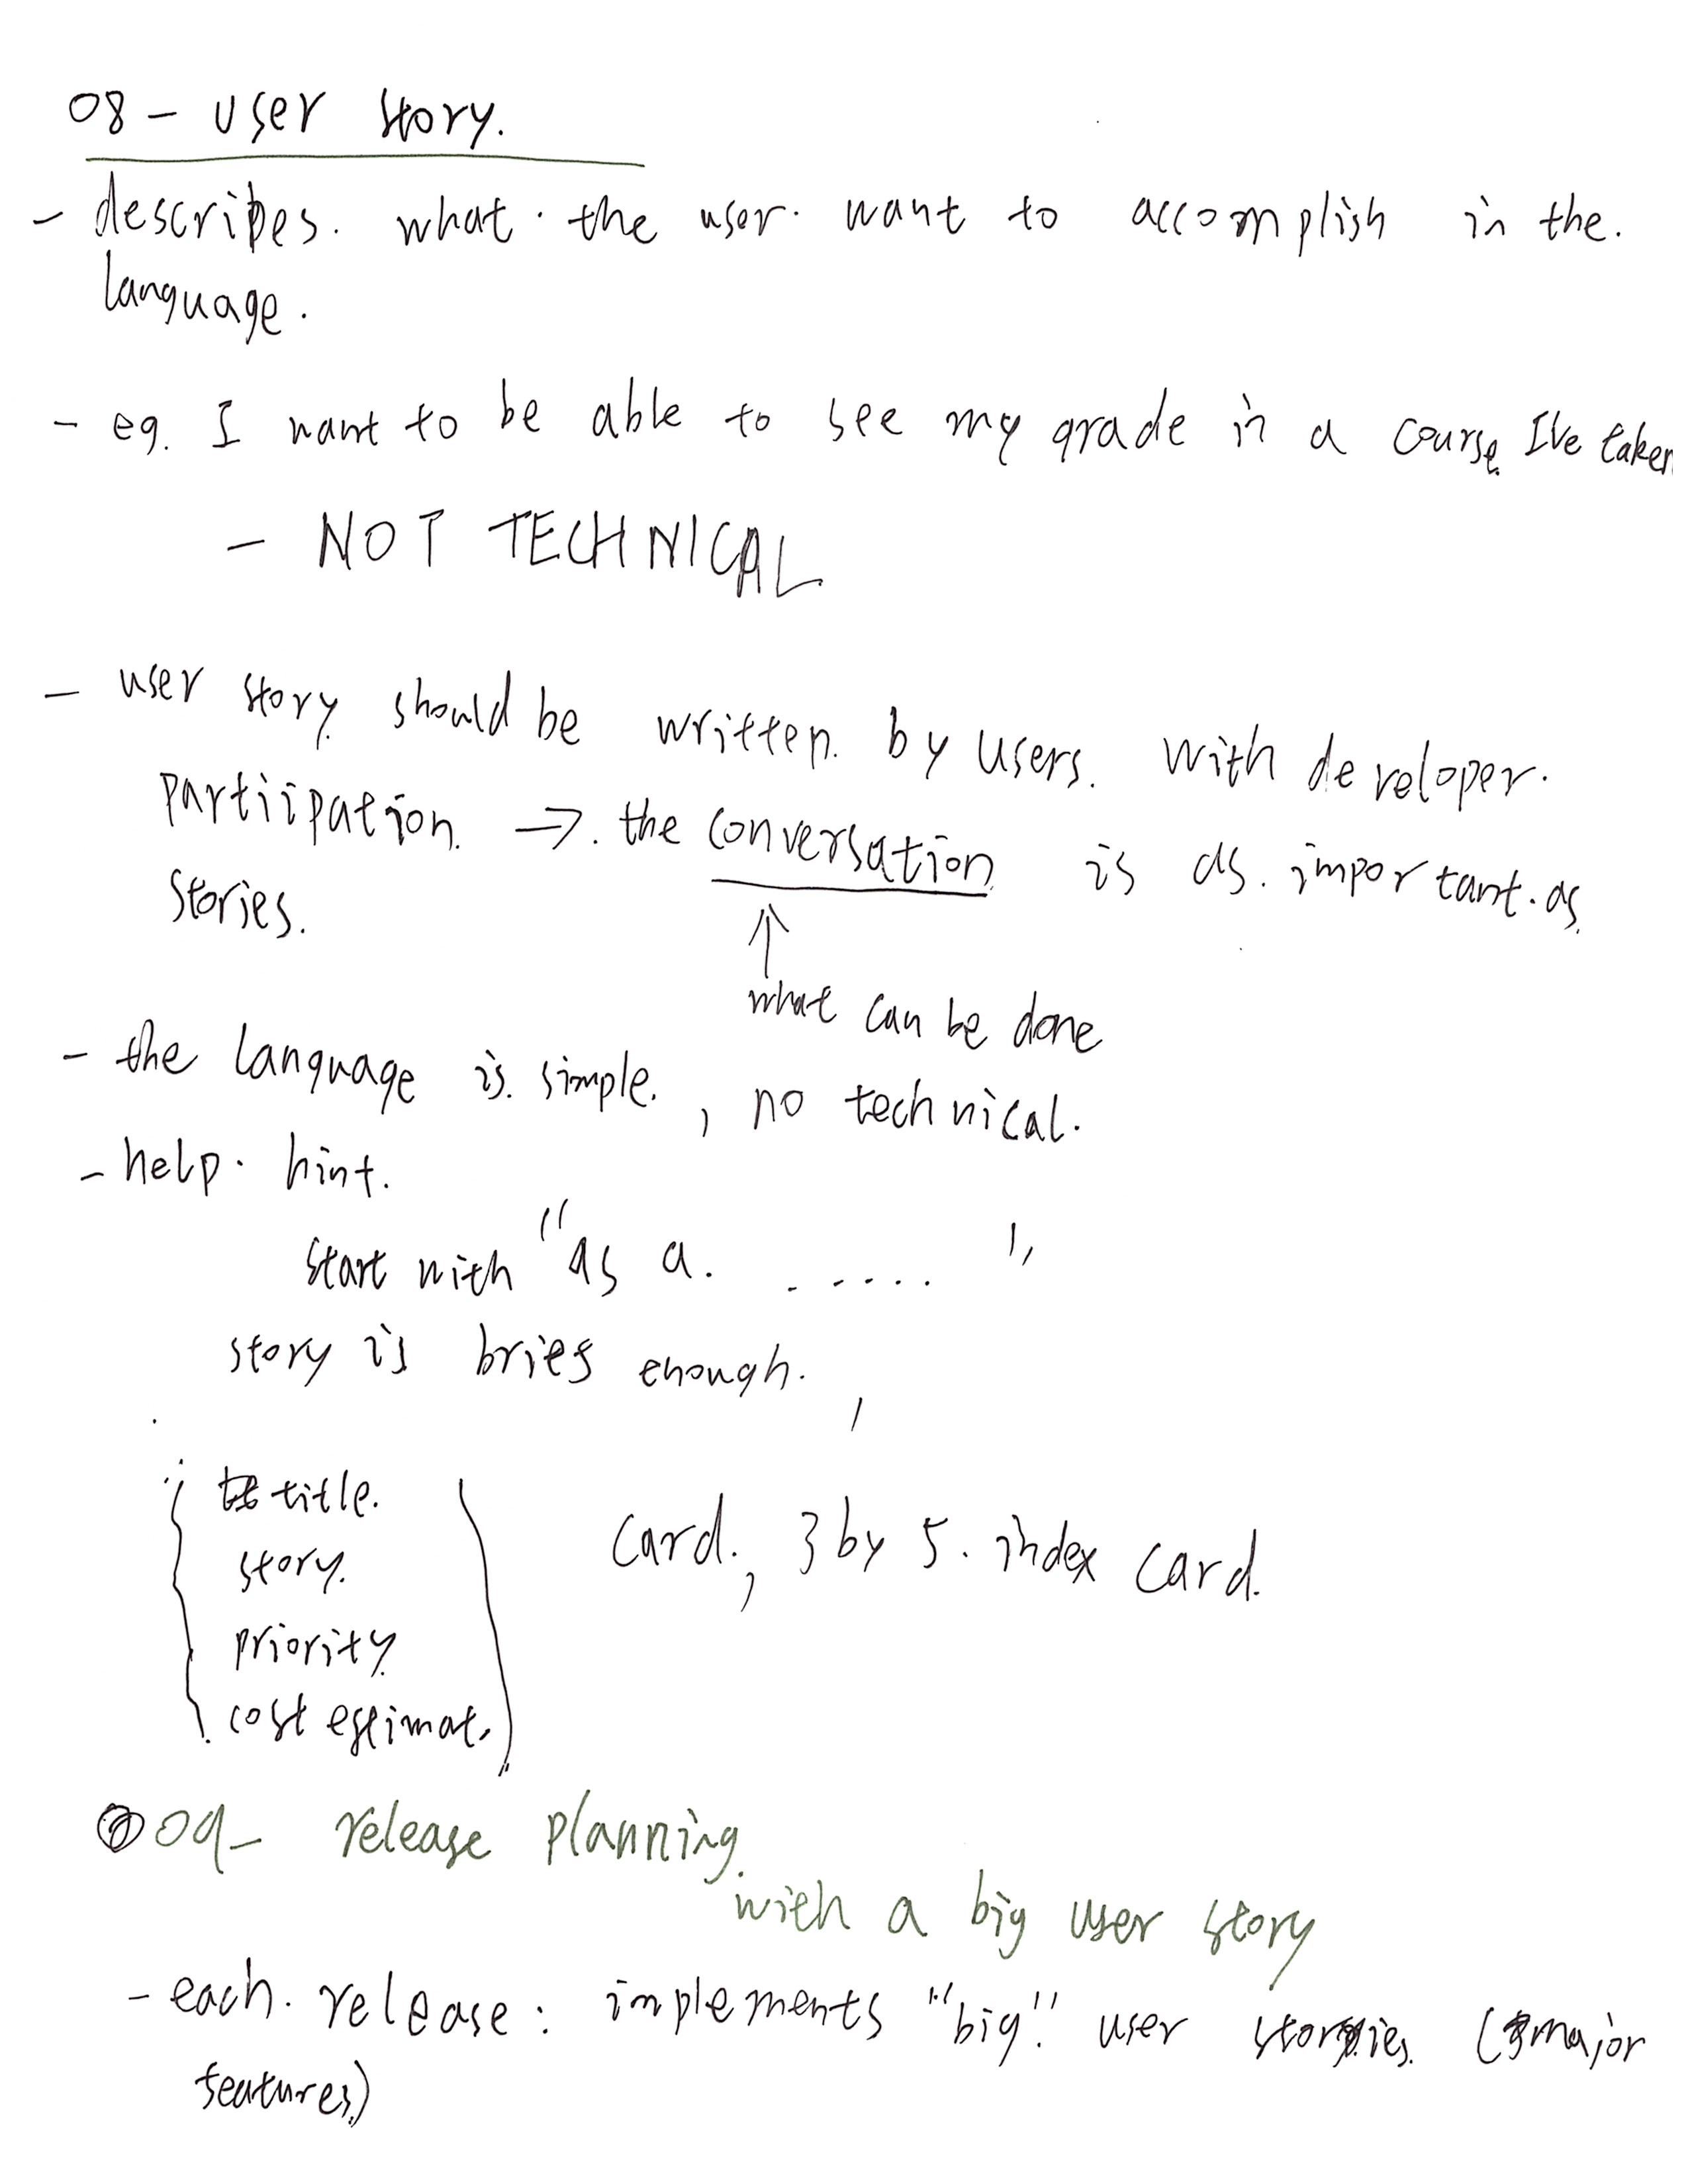 08 - user story.
- describes. what the user want to accomplish in the.
language.
- eg. I want to be able to see my grade in a course I've taken
- NOT TECHNICAL
- user story should be written by users. with developer.
partiipation. → the conversation is as. important. as
stories.
↑
what can be done
- the language is simple. , no technical.
- help. hint.
start with "as a. ...... "
story is brief enough.
title.
story.
priority.
cost estimat.
card, 3 by 5. index card.
09 - release planning.
with a big user story
- each. release: implements "big" user stories (major
features)